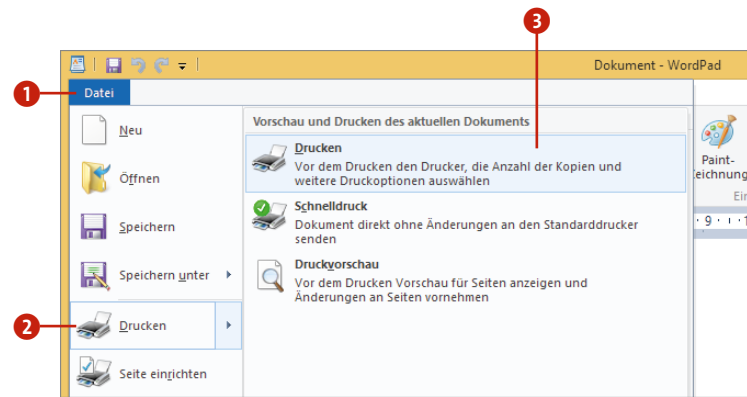 3
Dokument - WordPad
1
Datei
Neu
Öffnen
Speichern
Speichern unter
2
Drucken
Seite einrichten
Vorschau und Drucken des aktuellen Dokuments
Drucken
Vor dem Drucken den Drucker, die Anzahl der Kopien und
weitere Druckoptionen auswählen
Schnelldruck
Dokument direkt ohne Änderungen an den Standarddrucker
senden
Druckvorschau
Vor dem Drucken Vorschau für Seiten anzeigen und
Änderungen an Seiten vornehmen
Paint-
eichnung
Ein
9